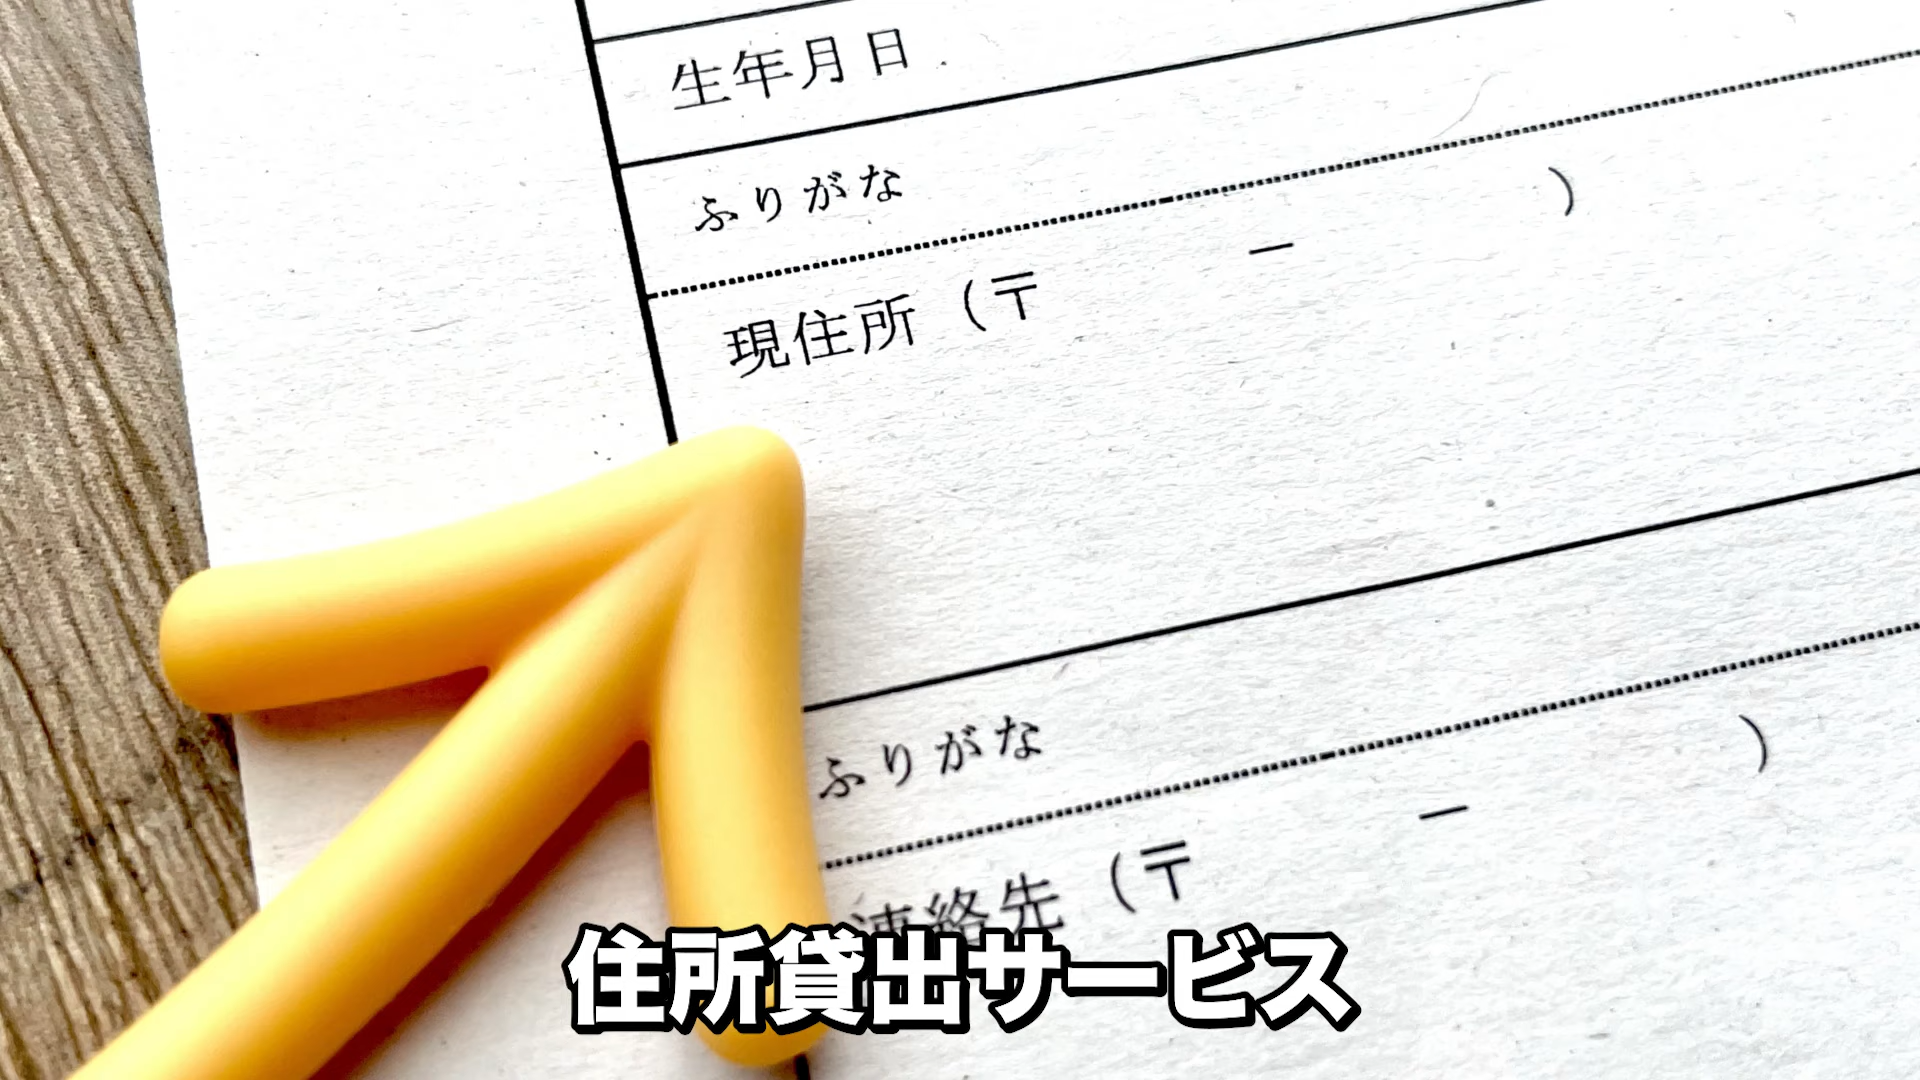 生年月日
ふりがな
現住所（〒　　ー　　）
ふりがな
連絡先（〒　　ー　　）
住所貸出サービス